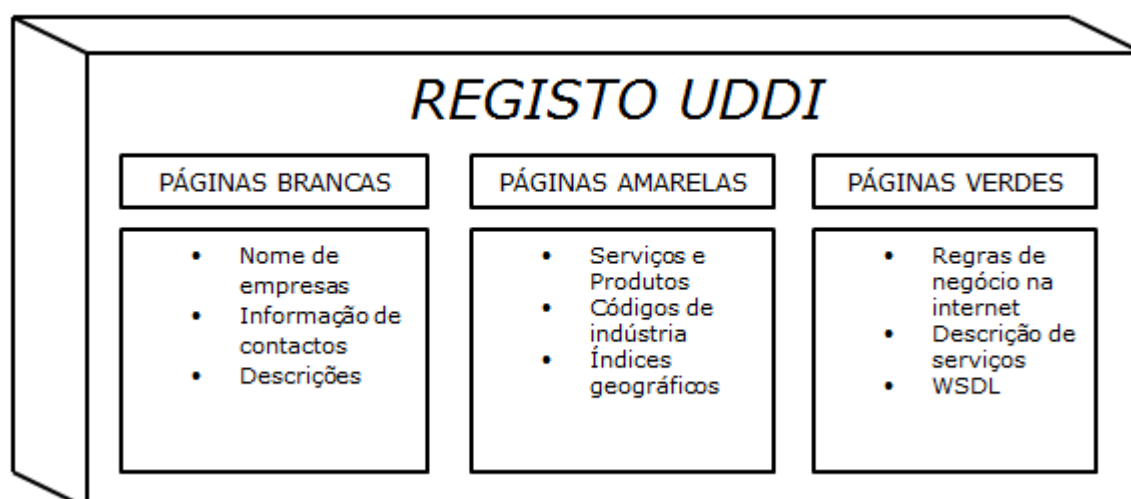 REGISTO UDDI
PÁGINAS BRANCAS
• Nome de
empresas
• Informação de
contactos
• Descrições
PÁGINAS AMARELAS
• Serviços e
Produtos
• Códigos de
indústria
• Índices
geográficos
PÁGINAS VERDES
• Regras de
negócio na
internet
• Descrição de
serviços
• WSDL